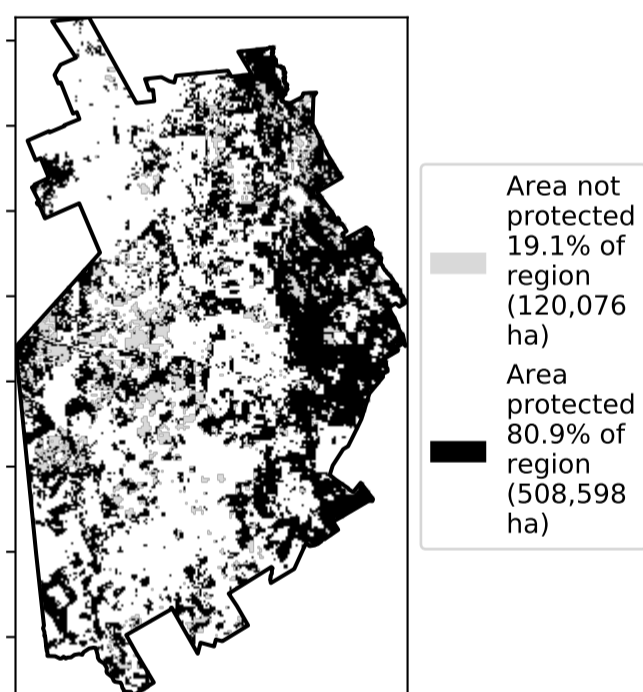 Area not
protected
19.1% of
region
(120,076
ha)
Area
protected
80.9% of
region
(508,598
ha)